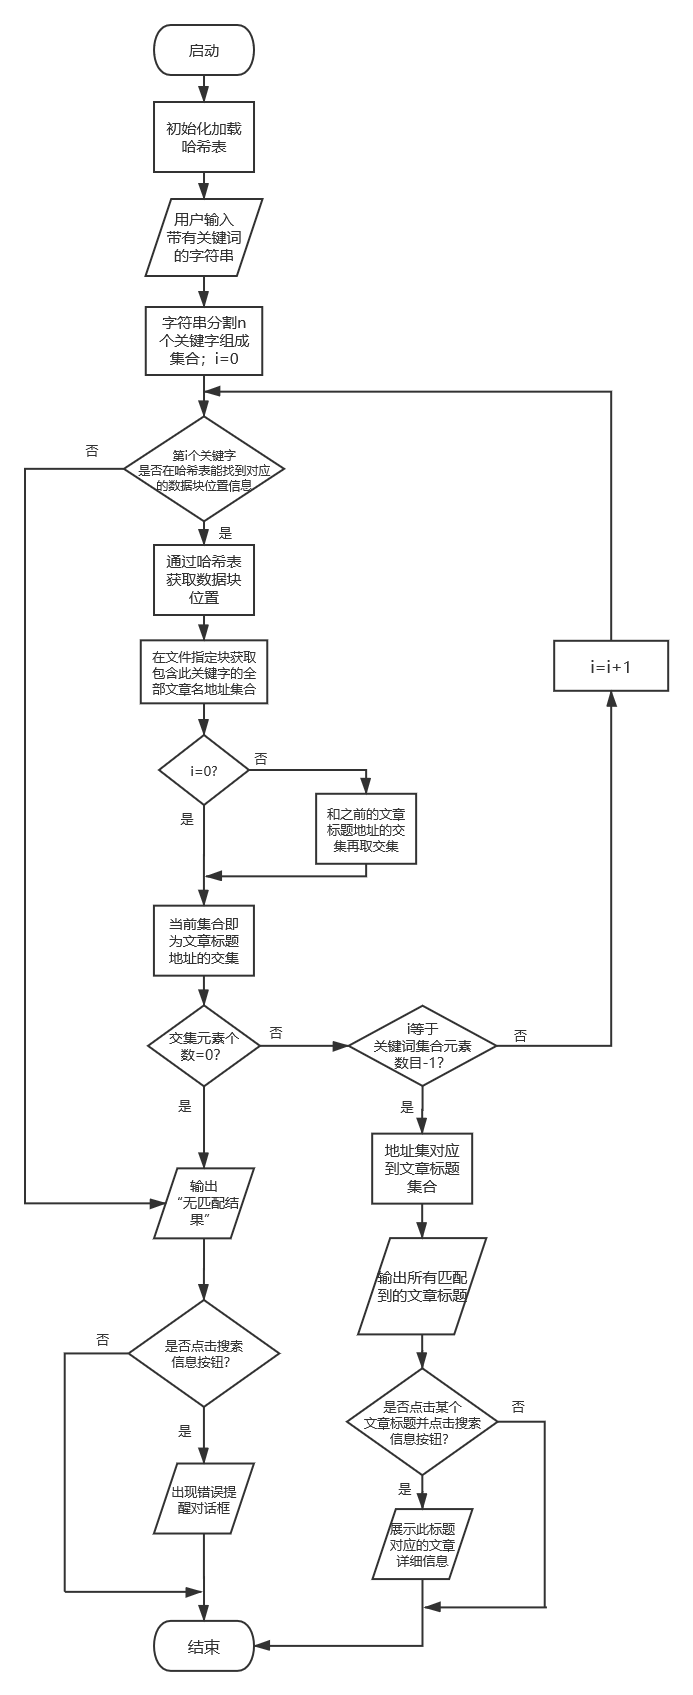 启动
初始化加载
哈希表
用户输入
带有关键词
的字符串
字符串分割n
个关键字组成
集合；i=0
否
第i个关键字
是否在哈希表能找到对应
的数据块位置信息
是
通过哈希表
获取数据块
位置
在文件指定块获取
包含此关键字的全
部文章名地址集合
i=i+1
i=0?
否
是
和之前的文章
标题地址的交
集再取交集
当前集合即
为文章标题
地址的交集
交集元素个
数=0?
否
i等于
关键词集合元素
数目-1?
否
是
是
地址集对应
到文章标题
集合
输出
“无匹配结
果”
输出所有匹配
到的文章标题
否
是否点击搜索
信息按钮?
是否点击某个
文章标题并点击搜索
信息按钮?
否
是
是
出现错误提
醒对话框
展示此标题
对应的文章
详细信息
结束